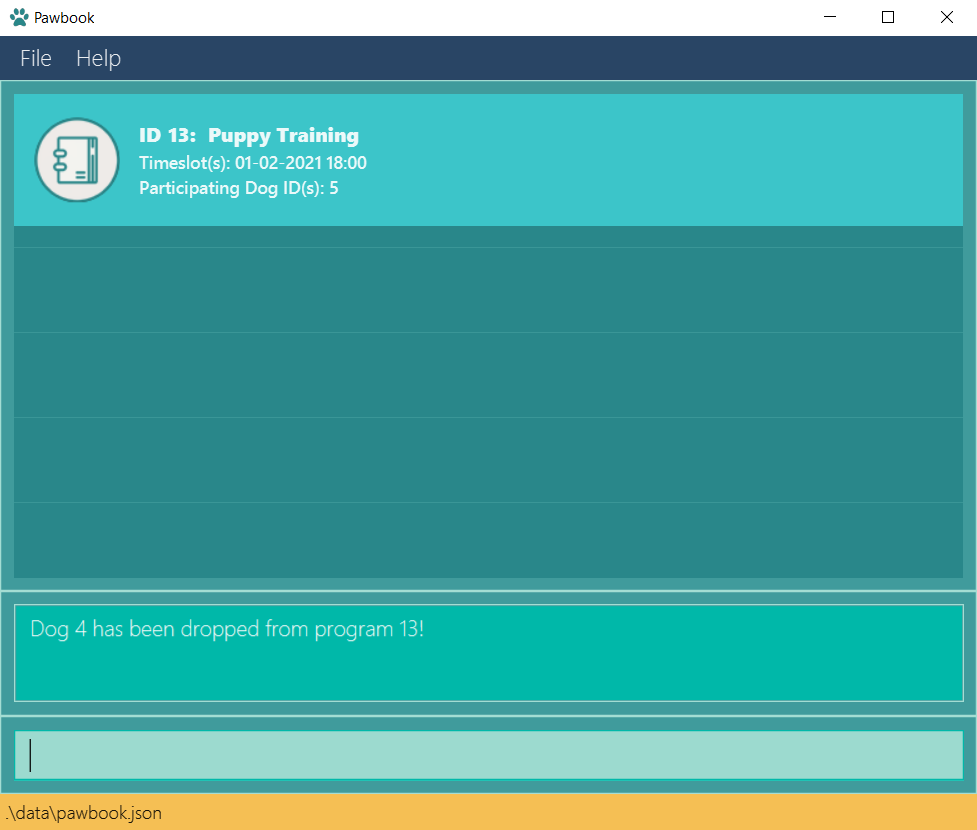 Pawbook
File Help
ID 13: Puppy Training
Timeslot(s): 01-02-2021 18:00
Participating Dog ID(s): 5
Dog 4 has been dropped from program 13!
.\data\pawbook.json